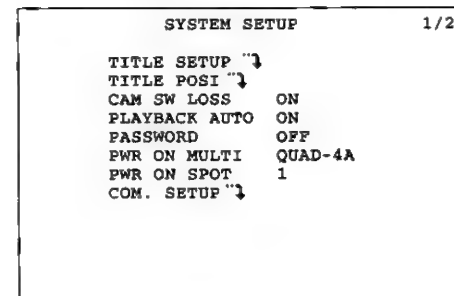 SYSTEM SETUP 1/2
TITLE SETUP
TITLE POSI
CAM SW LOSS ON
PLAYBACK AUTO ON
PASSWORD OFF
PWR ON MULTI QUAD-4A
PWR ON SPOT 1
COM. SETUP